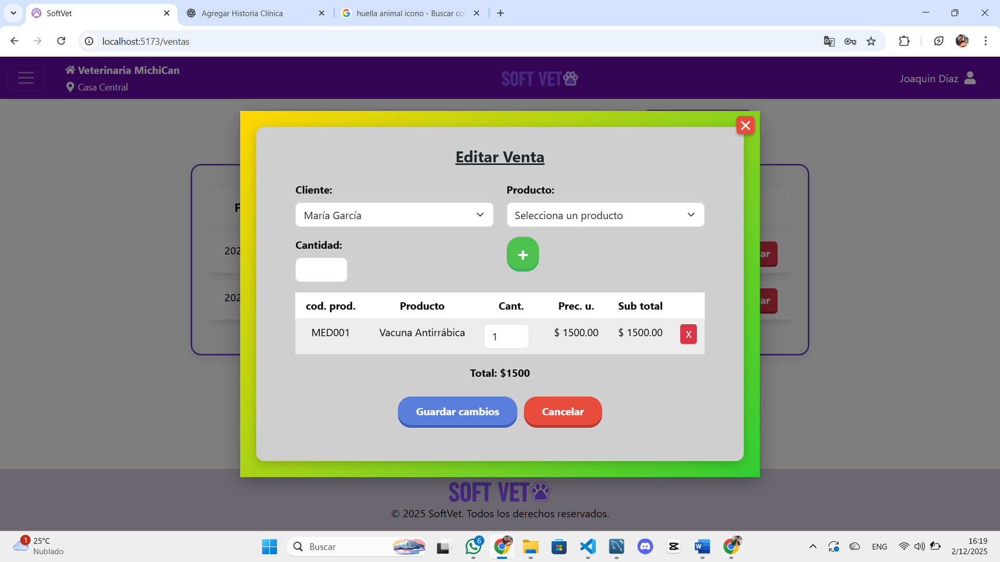 SoftVet
Agregar Historia Clínica
huella animal icono - Buscar co
localhost:5173/ventas
Veterinaria MichiCan
Casa Central
SOFT VET
Joaquin Diaz
Editar Venta
Cliente:
Producto:
María García
Selecciona un producto
Cantidad:
+
F
202
ar
202
ar
cod. prod.
Producto
Cant.
Prec. u.
Sub total
MED001
Vacuna Antirrábica
1
$ 1500.00
$ 1500.00
X
Total: $1500
Guardar cambios
Cancelar
SOFT VET
© 2025 SoftVet. Todos los derechos reservados.
1
25°C
Nublado
Buscar
6
ENG
16:19
2/12/2025